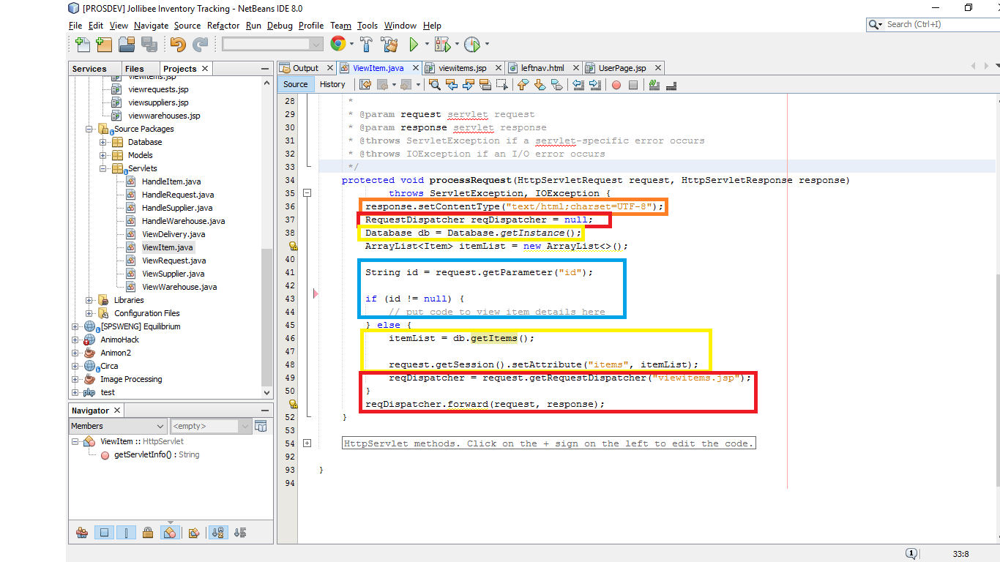 [PROSDEV] Jollibee Inventory Tracking - NetBeans IDE 8.0
File Edit View Navigate Source Refactor Run Debug Profile Team Tools Window Help
Search (Ctrl+I)
Services Files Projects
viewitems.jsp
viewrequests.jsp
viewsuppliers.jsp
viewwarehouses.jsp
Source Packages
Database
Models
Servlets
HandleItem.java
HandleRequest.java
HandleSupplier.java
HandleWarehouse.java
ViewDelivery.java
ViewItem.java
ViewRequest.java
ViewSupplier.java
ViewWarehouse.java
Libraries
Configuration Files
[SPSWENG] Equilibrium
AnimoHack
Animon2
Circa
Image Processing
php test
Navigator
Members <empty>
ViewItem :: HttpServlet
getServletInfo() : String
Output ViewItem.java viewitems.jsp leftnav.html UserPage.jsp
Source History
28 *
29 * @param request servlet request
30 * @param response servlet response
31 * @throws ServletException if a servlet-specific error occurs
32 * @throws IOException if an I/O error occurs
33 */
34 protected void processRequest(HttpServletRequest request, HttpServletResponse response)
35 throws ServletException, IOException {
36 response.setContentType("text/html;charset=UTF-8");
37 RequestDispatcher reqDispatcher = null;
38 Database db = Database.getInstance();
ArrayList<Item> itemList = new ArrayList<>();
40
41 String id = request.getParameter("id");
42
43 if (id != null) {
44 // put code to view item details here
45 } else {
46 itemList = db.getItems();
47
48 request.getSession().setAttribute("items", itemList);
49 reqDispatcher = request.getRequestDispatcher("viewitems.jsp");
50 }
reqDispatcher.forward(request, response);
52 }
53
54 HttpServlet methods. Click on the + sign on the left to edit the code.
92
93 }
94
1
33:8